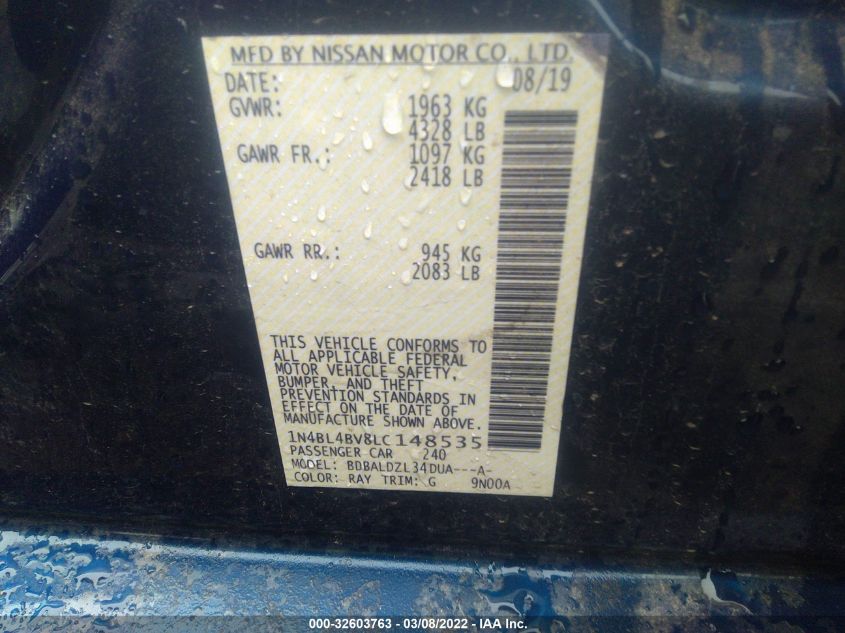 MFD BY NISSAN MOTOR CO., LTD.
DATE: 08/19
GVWR: 1963 KG
4328 LB
GAWR FR.: 1097 KG
2418 LB
GAWR RR.: 945 KG
2083 LB
THIS VEHICLE CONFORMS TO
ALL APPLICABLE FEDERAL
MOTOR VEHICLE SAFETY,
BUMPER, AND THEFT
PREVENTION STANDARDS IN
EFFECT ON THE DATE OF
MANUFACTURE SHOWN ABOVE.
1N4BL4BV8LC148535
PASSENGER CAR 240
MODEL: BDBALDZL34DUA---A-
COLOR: RAY TRIM: G 9N00A
000-32603763 - 03/08/2022 - IAA Inc.